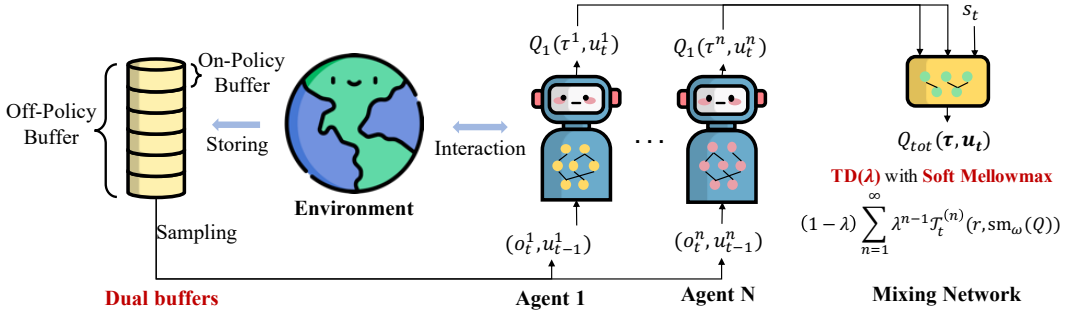 On-Policy
Buffer
Off-Policy
Buffer
Storing
Environment
Sampling
Dual buffers
Interaction
Q_1(τ^1, u_t^1)
(o_t^1, u_{t-1}^1)
Agent 1
...
Q_1(τ^n, u_t^n)
(o_t^n, u_{t-1}^n)
Agent N
s_t
Q_{tot}(τ, u_t)
TD(λ) with Soft Mellowmax
(1 − λ) ∑_{n=1}^{∞} λ^{n−1} 𝒯_t^{(n)}(r, sm_ω(Q))
Mixing Network